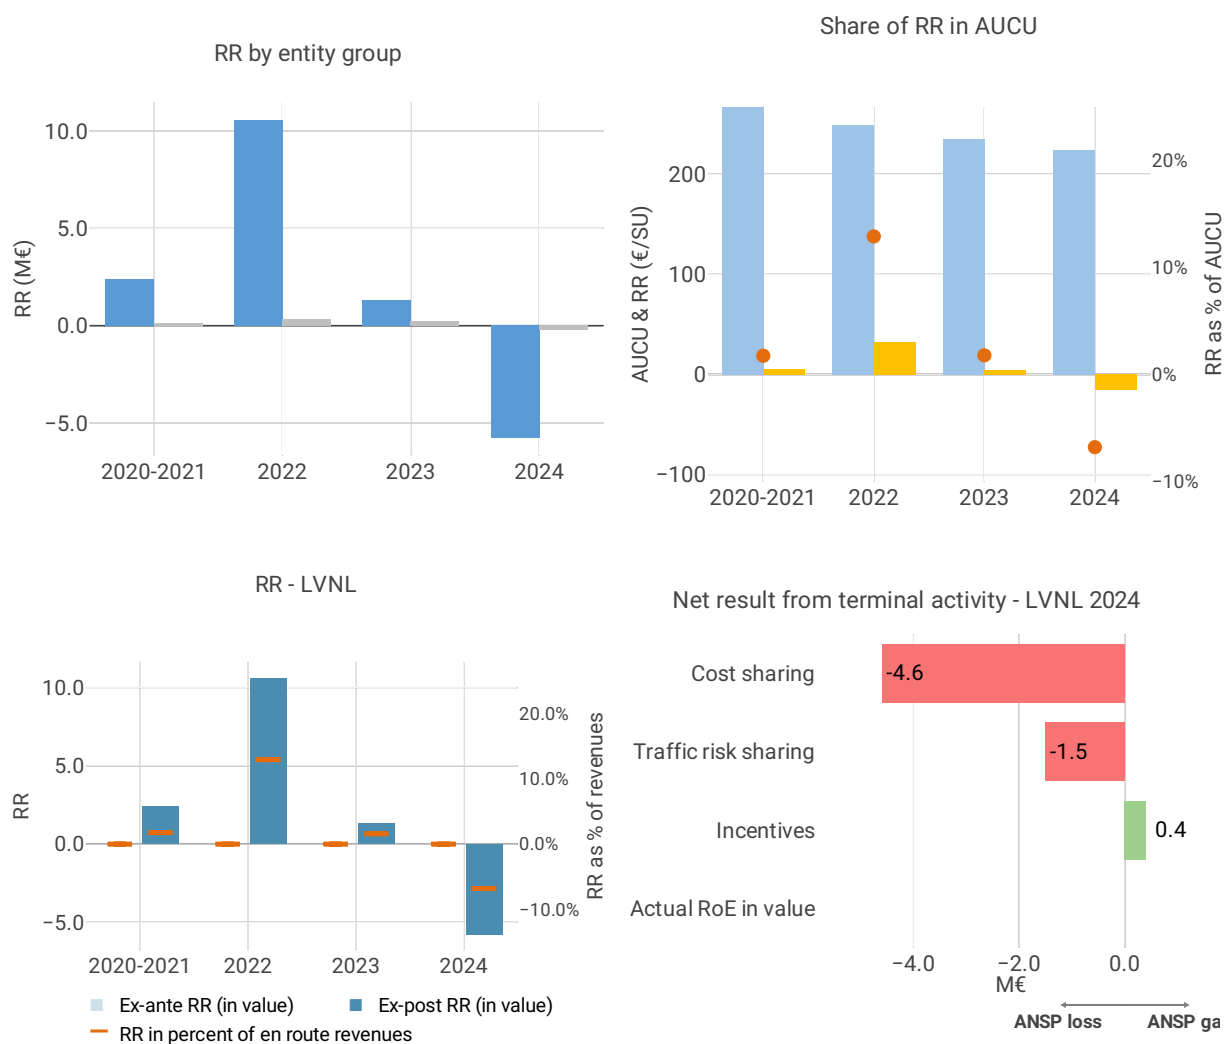 RR by entity group
RR (M€)
10.0
5.0
0.0
−5.0
2020-2021
2022
2023
2024
Share of RR in AUCU
AUCU & RR (€/SU)
200
100
0
−100
20%
10%
0%
−10%
RR as % of AUCU
2020-2021
2022
2023
2024
RR - LVNL
RR
10.0
5.0
0.0
−5.0
20.0%
10.0%
0.0%
−10.0%
RR as % of revenues
2020-2021
2022
2023
2024
Ex-ante RR (in value)
Ex-post RR (in value)
RR in percent of en route revenues
Net result from terminal activity - LVNL 2024
Cost sharing
-4.6
Traffic risk sharing
-1.5
Incentives
0.4
Actual RoE in value
−4.0
−2.0
0.0
M€
ANSP loss
ANSP ga